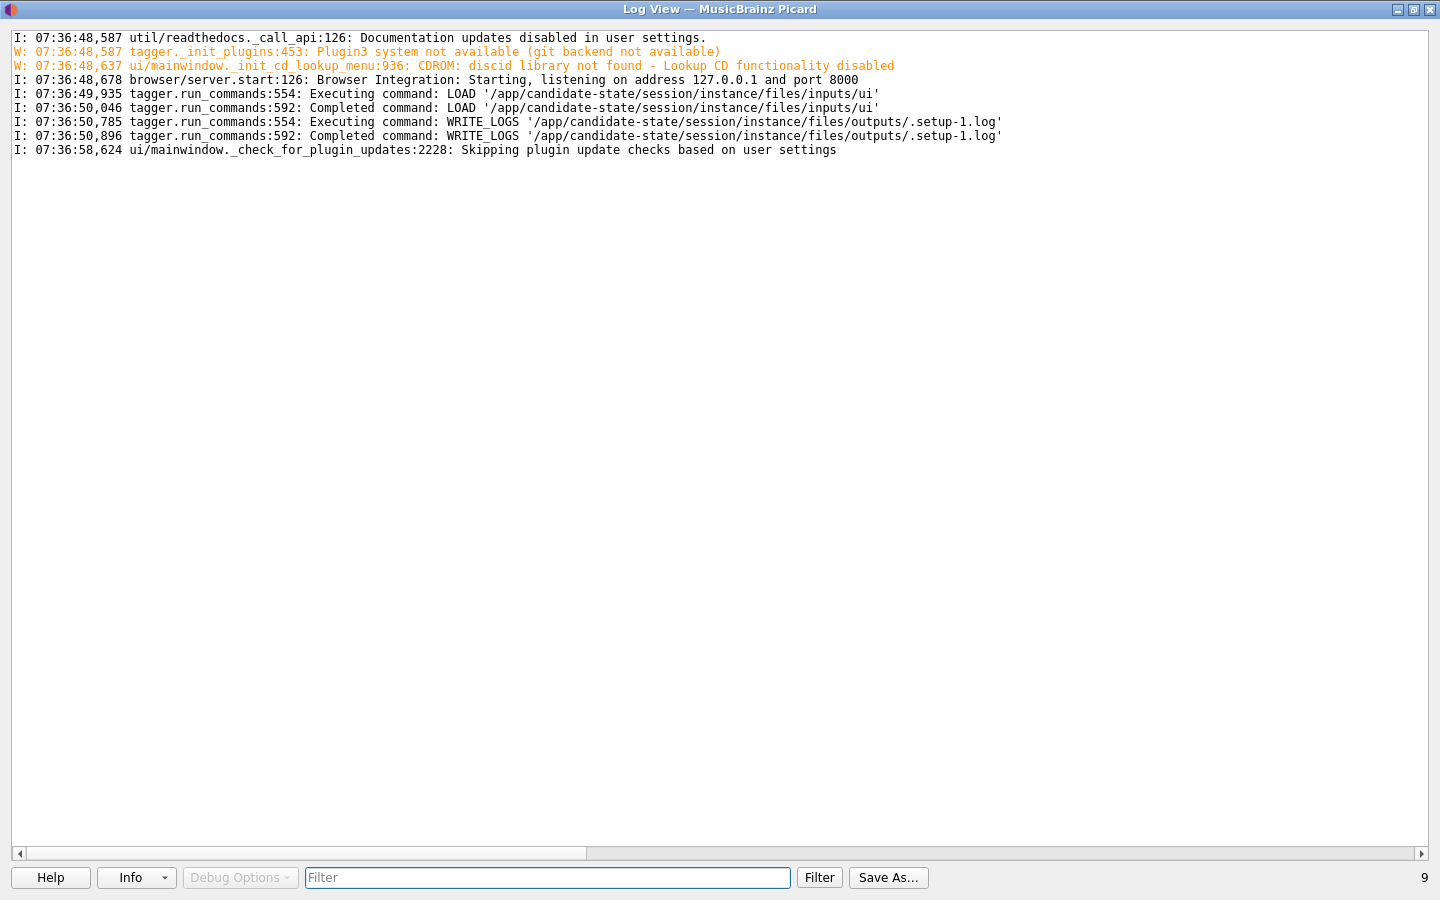 Log View — MusicBrainz Picard
I: 07:36:48,587 util/readthedocs._call_api:126: Documentation updates disabled in user settings.
W: 07:36:48,587 tagger._init_plugins:453: Plugin3 system not available (git backend not available)
W: 07:36:48,637 ui/mainwindow._init_cd_lookup_menu:936: CDROM: discid library not found - Lookup CD functionality disabled
I: 07:36:48,678 browser/server.start:126: Browser Integration: Starting, listening on address 127.0.0.1 and port 8000
I: 07:36:49,935 tagger.run_commands:554: Executing command: LOAD '/app/candidate-state/session/instance/files/inputs/ui'
I: 07:36:50,046 tagger.run_commands:592: Completed command: LOAD '/app/candidate-state/session/instance/files/inputs/ui'
I: 07:36:50,785 tagger.run_commands:554: Executing command: WRITE_LOGS '/app/candidate-state/session/instance/files/outputs/.setup-1.log'
I: 07:36:50,896 tagger.run_commands:592: Completed command: WRITE_LOGS '/app/candidate-state/session/instance/files/outputs/.setup-1.log'
I: 07:36:58,624 ui/mainwindow._check_for_plugin_updates:2228: Skipping plugin update checks based on user settings
Help Info Debug Options Filter Filter Save As... 9